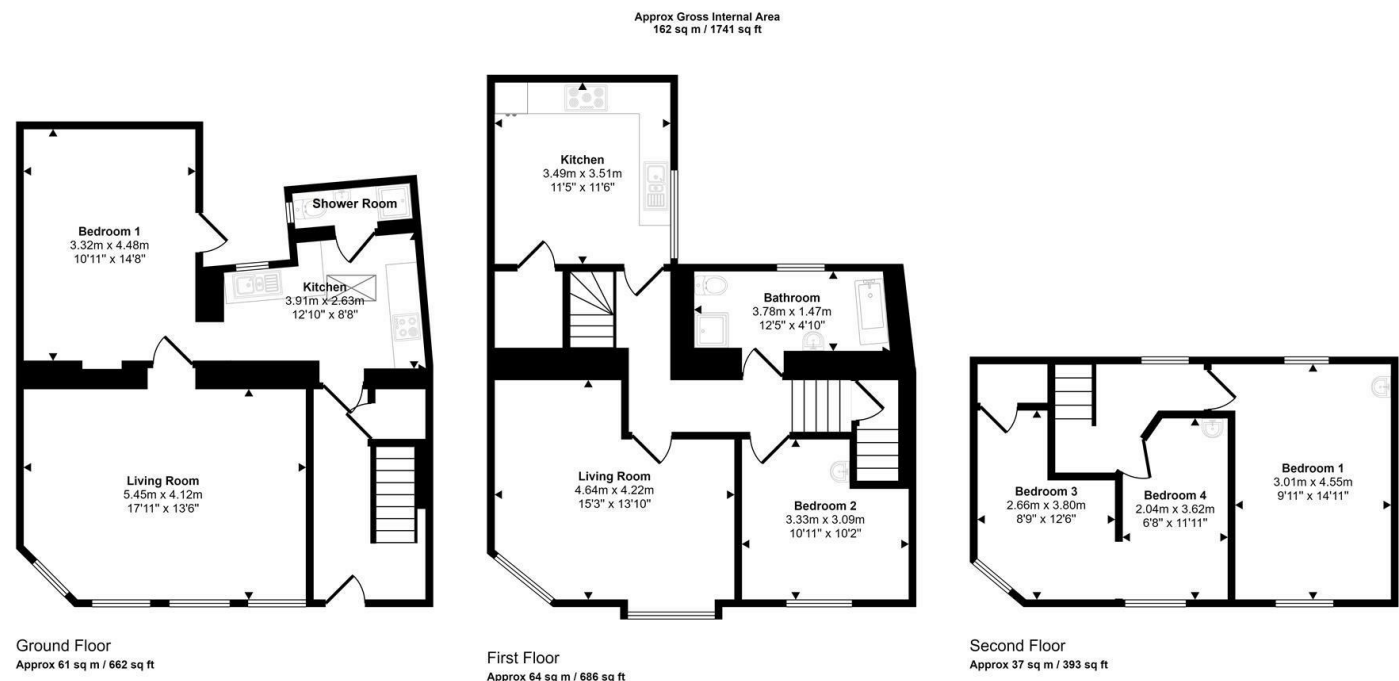 Approx Gross Internal Area
162 sq m / 1741 sq ft
Bedroom 1
3.32m x 4.48m
10'11" x 14'8"
Shower Room
Kitchen
3.91m x 2.63m
12'10" x 8'8"
Living Room
5.45m x 4.12m
17'11" x 13'6"
Ground Floor
Approx 61 sq m / 662 sq ft
Kitchen
3.49m x 3.51m
11'5" x 11'6"
Bathroom
3.78m x 1.47m
12'5" x 4'10"
Living Room
4.64m x 4.22m
15'3" x 13'10"
Bedroom 2
3.33m x 3.09m
10'11" x 10'2"
First Floor
Approx 64 sq m / 686 sq ft
Bedroom 3
2.66m x 3.80m
8'9" x 12'6"
Bedroom 4
2.04m x 3.62m
6'8" x 11'11"
Bedroom 1
3.01m x 4.55m
9'11" x 14'11"
Second Floor
Approx 37 sq m / 393 sq ft